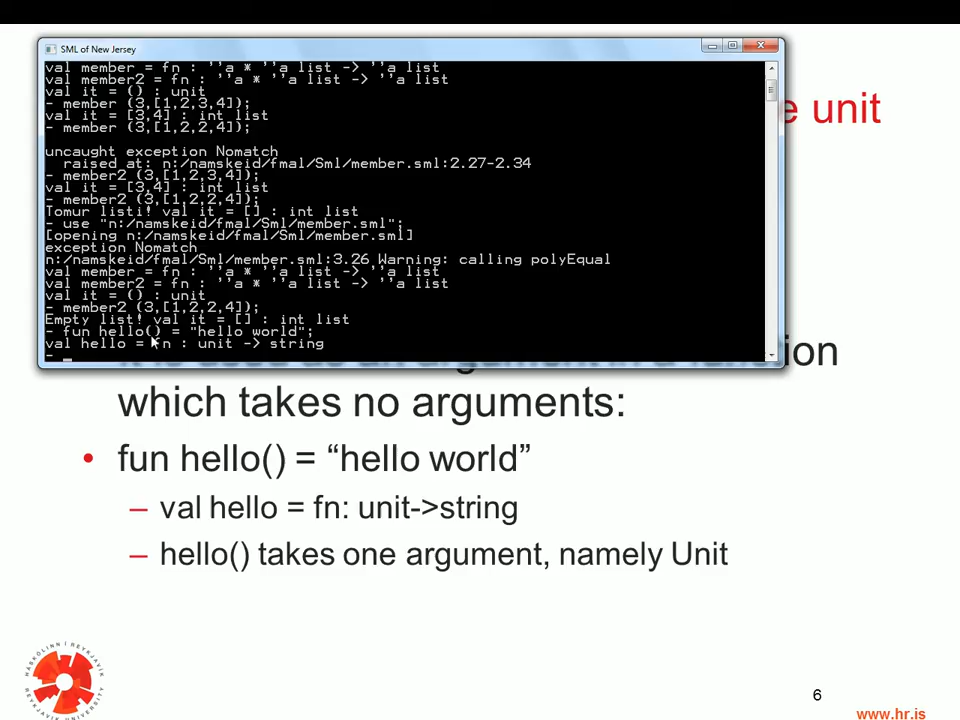 SML of New Jersey
val member = fn : ''a * ''a list -> ''a list
val member2 = fn : ''a * ''a list -> ''a list
val it = () : unit
- member (3,[1,2,3,4]);
val it = [3,4] : int list
- member (3,[1,2,2,4]);
uncaught exception Nomatch
raised at: n:/namskeid/fmal/Sml/member.sml:2.27-2.34
- member2 (3,[1,2,3,4]);
val it = [3,4] : int list
- member2 (3,[1,2,2,4]);
Tomur listi! val it = [] : int list
- use "n:/namskeid/fmal/Sml/member.sml";
[opening n:/namskeid/fmal/Sml/member.sml]
exception Nomatch
n:/namskeid/fmal/Sml/member.sml:3.26 Warning: calling polyEqual
val member = fn : ''a * ''a list -> ''a list
val member2 = fn : ''a * ''a list -> ''a list
val it = () : unit
- member2 (3,[1,2,2,4]);
Empty list! val it = [] : int list
- fun hello() = "hello world";
val hello = fn : unit -> string
-
e unit
which takes no arguments:
• fun hello() = “hello world”
– val hello = fn: unit->string
– hello() takes one argument, namely Unit
HÁSKÓLINN Í REYKJAVÍK
REYKJAVIK UNIVERSITY
6
www.hr.is